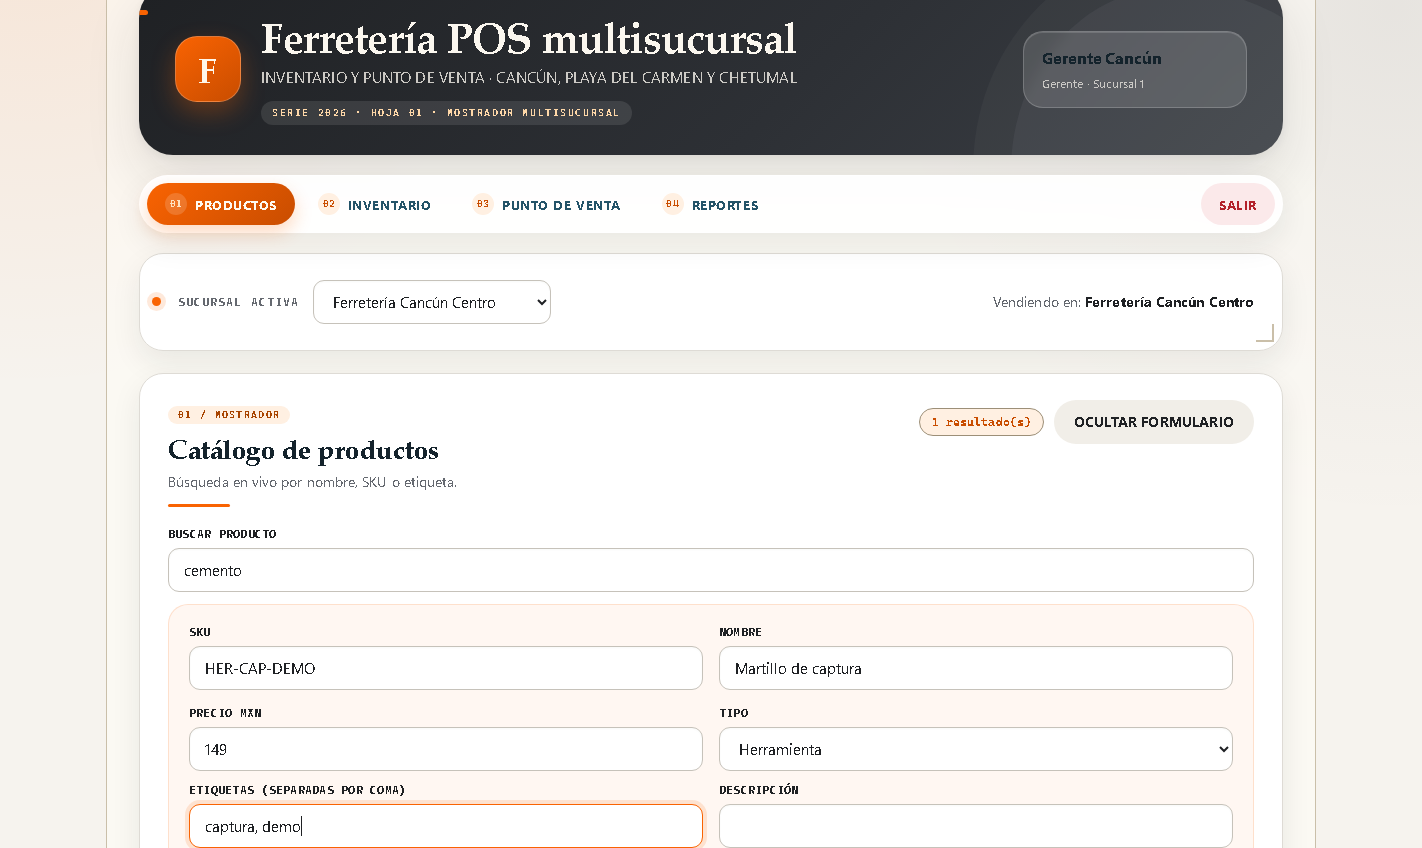 F
Ferretería POS multisucursal
INVENTARIO Y PUNTO DE VENTA · CANCÚN, PLAYA DEL CARMEN Y CHETUMAL
SERIE 2026 · HOJA 01 · MOSTRADOR MULTISUCURSAL
Gerente Cancún
Gerente · Sucursal 1
01 PRODUCTOS
02 INVENTARIO
03 PUNTO DE VENTA
04 REPORTES
SALIR
SUCURSAL ACTIVA
Ferretería Cancún Centro
Vendiendo en: Ferretería Cancún Centro
01 / MOSTRADOR
Catálogo de productos
Búsqueda en vivo por nombre, SKU o etiqueta.
1 resultado(s)
OCULTAR FORMULARIO
BUSCAR PRODUCTO
cemento
SKU
HER-CAP-DEMO
NOMBRE
Martillo de captura
PRECIO MXN
149
TIPO
Herramienta
ETIQUETAS (SEPARADAS POR COMA)
captura, demo
DESCRIPCIÓN